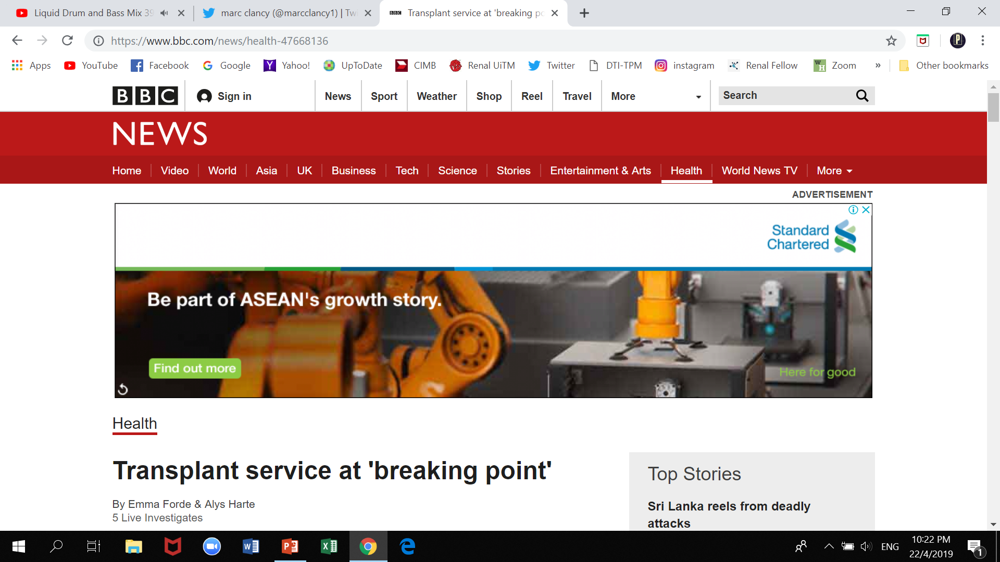 Liquid Drum and Bass Mix 39
marc clancy (@marcclancy1) | Tw
BBC
Transplant service at 'breaking po
https://www.bbc.com/news/health-47668136
Apps
YouTube
Facebook
Google
Yahoo!
UpToDate
CIMB
Renal UiTM
Twitter
DTI-TPM
instagram
Renal Fellow
Zoom
»
Other bookmarks
BBC
Sign in
News
Sport
Weather
Shop
Reel
Travel
More
Search
NEWS
Home
Video
World
Asia
UK
Business
Tech
Science
Stories
Entertainment & Arts
Health
World News TV
More
ADVERTISEMENT
Standard
Chartered
Be part of ASEAN's growth story.
Find out more
Here for good
Health
Transplant service at 'breaking point'
By Emma Forde & Alys Harte
5 Live Investigates
Top Stories
Sri Lanka reels from deadly
attacks
ENG
10:22 PM
22/4/2019
1